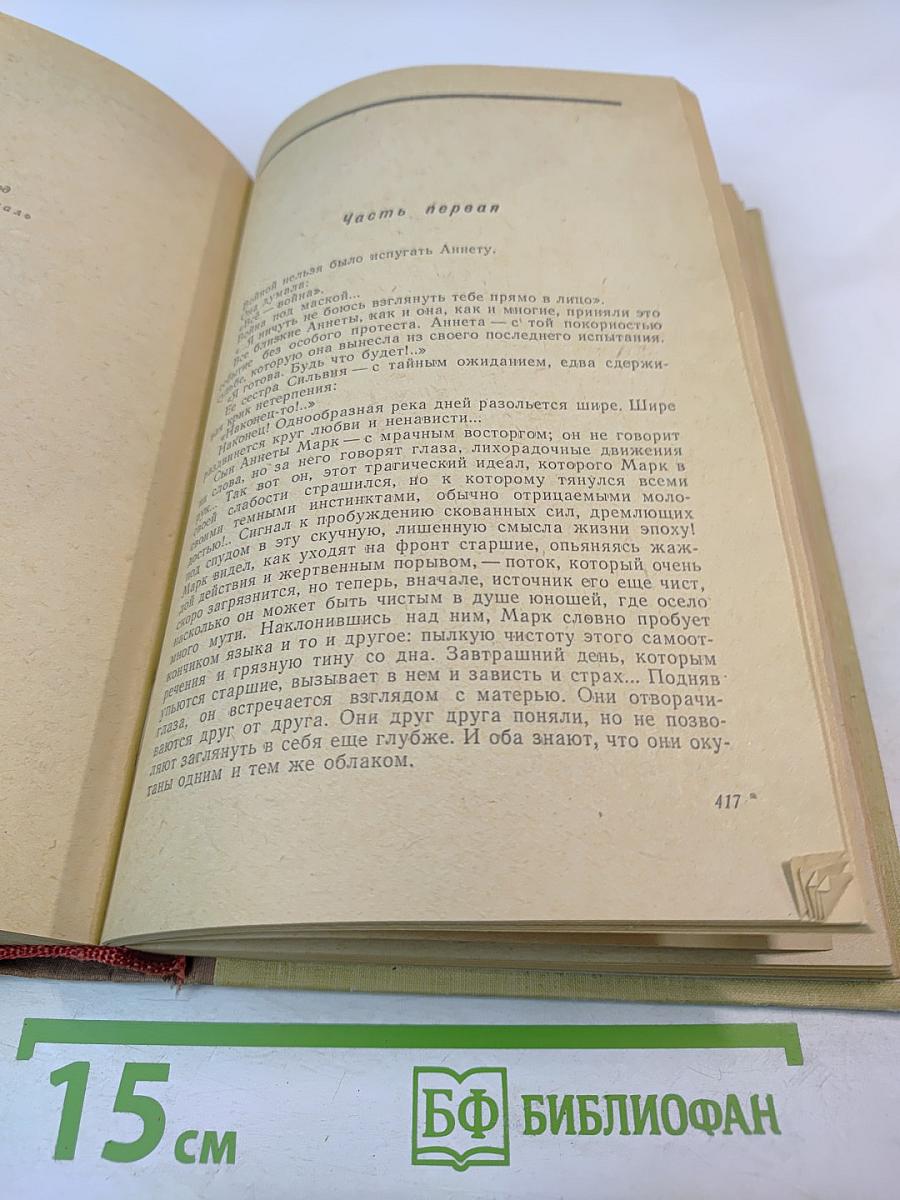 Часть первая
Войной нельзя было испугать Аннету.
Она думала:
«Всё — война».
Война под маской...
«...Я ничуть не боюсь взглянуть тебе прямо в лицо».
Все близкие Аннеты, как и она, как и многие, приняли это
событие без особого протеста. Аннета — с той покорностью
судьбе, которую она вынесла из своего последнего испытания.
«Я готова. Будь что будет!..»
Ее сестра Сильвия — с тайным ожиданием, едва сдержи-
вая крик нетерпения:
«Наконец-то!..»
Наконец! Однообразная река дней разольется шире. Шире
раздвинется круг любви и ненависти...
Сын Аннеты Марк — с мрачным восторгом; он не говорит
ни слова, но за него говорят глаза, лихорадочные движения
рук... Так вот он, этот трагический идеал, которого Марк в
своей слабости страшился, но к которому тянулся всеми
своими темными инстинктами, обычно отрицаемыми моло-
достью!.. Сигнал к пробуждению скованных сил, дремлющих
под спудом в эту скучную, лишенную смысла жизни эпоху!
Марк видел, как уходят на фронт старшие, опьяняясь жаж-
дой действия и жертвенным порывом, — поток, который очень
скоро загрязнится, но теперь, вначале, источник его еще чист,
насколько он может быть чистым в душе юношей, где осело
много мути. Наклонившись над ним, Марк словно пробует
кончиком языка и то и другое: пылкую чистоту этого самоот-
речения и грязную тину со дна. Завтрашний день, которым
упьются старшие, вызывает в нем и зависть и страх... Подняв
глаза, он встречается взглядом с матерью. Они отворачи-
ваются друг от друга. Они друг друга поняли, но не позво-
ляют заглянуть в себя еще глубже. И оба знают, что они оку-
таны одним и тем же облаком.
417
15 см
БФ БИБЛИОФАН